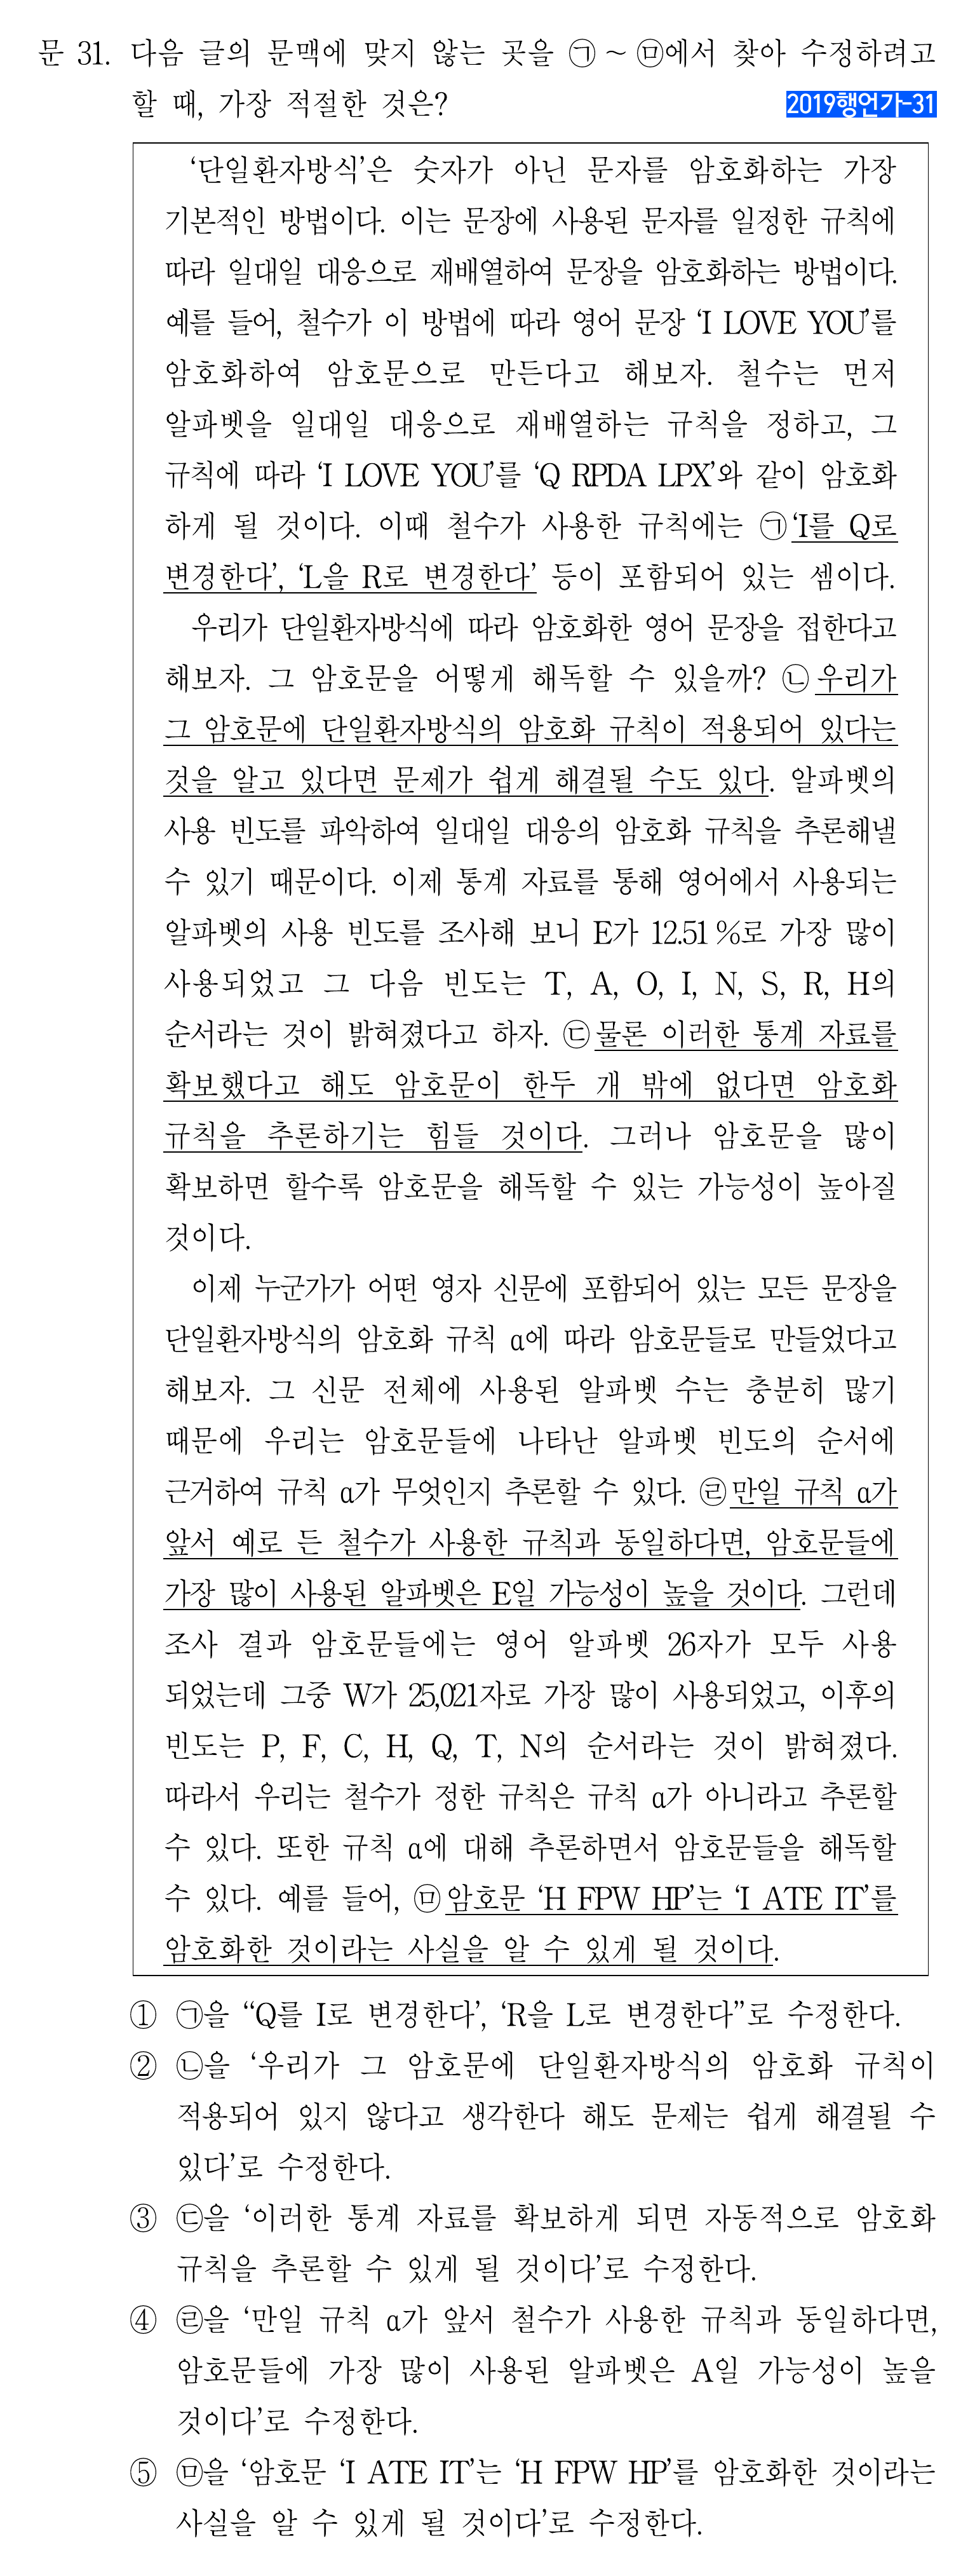 문 31. 다음 글의 문맥에 맞지 않는 곳을 ㉠ ~ ㉤에서 찾아 수정하려고
할 때, 가장 적절한 것은?
2019행언가-31
‘단일환자방식’은 숫자가 아닌 문자를 암호화하는 가장
기본적인 방법이다. 이는 문장에 사용된 문자를 일정한 규칙에
따라 일대일 대응으로 재배열하여 문장을 암호화하는 방법이다.
예를 들어, 철수가 이 방법에 따라 영어 문장 ‘I LOVE YOU’를
암호화하여 암호문으로 만든다고 해보자. 철수는 먼저
알파벳을 일대일 대응으로 재배열하는 규칙을 정하고, 그
규칙에 따라 ‘I LOVE YOU’를 ‘Q RPDA LPX’와 같이 암호화
하게 될 것이다. 이때 철수가 사용한 규칙에는 ㉠‘I를 Q로
변경한다’, ‘L을 R로 변경한다’ 등이 포함되어 있는 셈이다.
우리가 단일환자방식에 따라 암호화한 영어 문장을 접한다고
해보자. 그 암호문을 어떻게 해독할 수 있을까? ㉡우리가
그 암호문에 단일환자방식의 암호화 규칙이 적용되어 있다는
것을 알고 있다면 문제가 쉽게 해결될 수도 있다. 알파벳의
사용 빈도를 파악하여 일대일 대응의 암호화 규칙을 추론해낼
수 있기 때문이다. 이제 통계 자료를 통해 영어에서 사용되는
알파벳의 사용 빈도를 조사해 보니 E가 12.51%로 가장 많이
사용되었고 그 다음 빈도는 T, A, O, I, N, S, R, H의
순서라는 것이 밝혀졌다고 하자. ㉢물론 이러한 통계 자료를
확보했다고 해도 암호문이 한두 개 밖에 없다면 암호화
규칙을 추론하기는 힘들 것이다. 그러나 암호문을 많이
확보하면 할수록 암호문을 해독할 수 있는 가능성이 높아질
것이다.
이제 누군가가 어떤 영자 신문에 포함되어 있는 모든 문장을
단일환자방식의 암호화 규칙 α에 따라 암호문들로 만들었다고
해보자. 그 신문 전체에 사용된 알파벳 수는 충분히 많기
때문에 우리는 암호문들에 나타난 알파벳 빈도의 순서에
근거하여 규칙 α가 무엇인지 추론할 수 있다. ㉣만일 규칙 α가
앞서 예로 든 철수가 사용한 규칙과 동일하다면, 암호문들에
가장 많이 사용된 알파벳은 E일 가능성이 높을 것이다. 그런데
조사 결과 암호문들에는 영어 알파벳 26자가 모두 사용
되었는데 그중 W가 25,021자로 가장 많이 사용되었고, 이후의
빈도는 P, F, C, H, Q, T, N의 순서라는 것이 밝혀졌다.
따라서 우리는 철수가 정한 규칙은 규칙 α가 아니라고 추론할
수 있다. 또한 규칙 α에 대해 추론하면서 암호문들을 해독할
수 있다. 예를 들어, ㉤암호문 ‘H FPW HP’는 ‘I ATE IT’를
암호화한 것이라는 사실을 알 수 있게 될 것이다.
① ㉠을 “Q를 I로 변경한다’, ‘R을 L로 변경한다”로 수정한다.
② ㉡을 ‘우리가 그 암호문에 단일환자방식의 암호화 규칙이
적용되어 있지 않다고 생각한다 해도 문제는 쉽게 해결될 수
있다’로 수정한다.
③ ㉢을 ‘이러한 통계 자료를 확보하게 되면 자동적으로 암호화
규칙을 추론할 수 있게 될 것이다’로 수정한다.
④ ㉣을 ‘만일 규칙 α가 앞서 철수가 사용한 규칙과 동일하다면,
암호문들에 가장 많이 사용된 알파벳은 A일 가능성이 높을
것이다’로 수정한다.
⑤ ㉤을 ‘암호문 ‘I ATE IT’는 ‘H FPW HP’를 암호화한 것이라는
사실을 알 수 있게 될 것이다’로 수정한다.